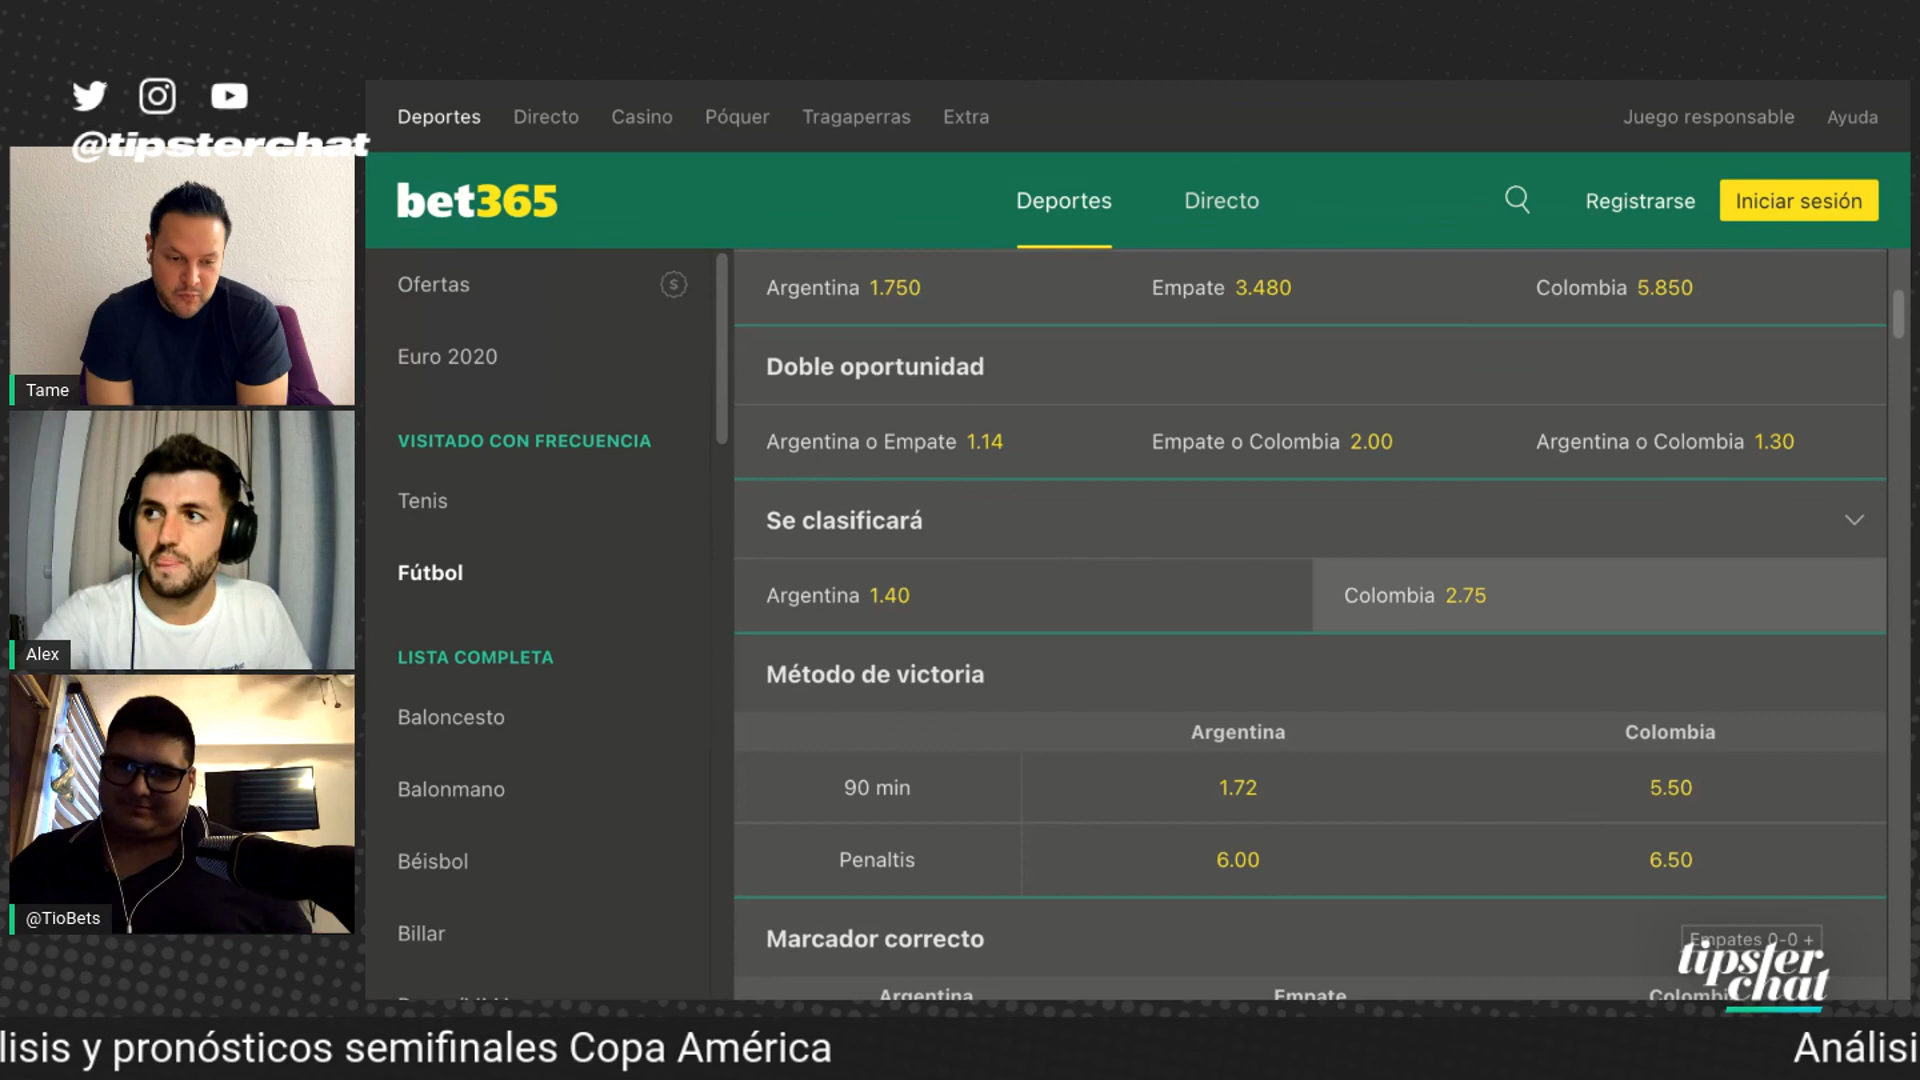 @tipsterchat
Tame
Alex
@TioBets
Deportes Directo Casino Póquer Tragaperras Extra Juego responsable Ayuda
bet365 Deportes Directo Registrarse Iniciar sesión
Ofertas
Euro 2020
VISITADO CON FRECUENCIA
Tenis
Fútbol
LISTA COMPLETA
Baloncesto
Balonmano
Béisbol
Billar
Argentina 1.750 Empate 3.480 Colombia 5.850
Doble oportunidad
Argentina o Empate 1.14 Empate o Colombia 2.00 Argentina o Colombia 1.30
Se clasificará
Argentina 1.40 Colombia 2.75
Método de victoria
Argentina Colombia
90 min 1.72 5.50
Penaltis 6.00 6.50
Marcador correcto Empates 0-0 +
Argentina Empate Colombi
tipster
chat
lisis y pronósticos semifinales Copa América Análisi